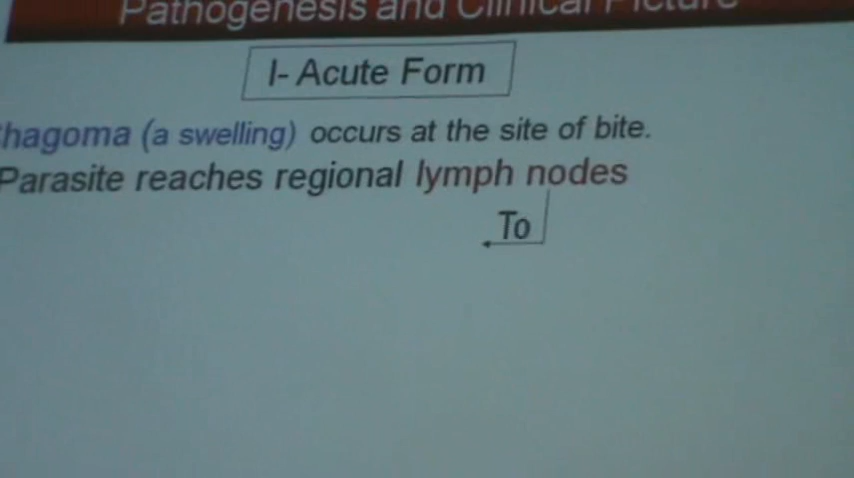 Pathogenesis and Clinical Picture
I- Acute Form
hagoma (a swelling) occurs at the site of bite.
Parasite reaches regional lymph nodes
To